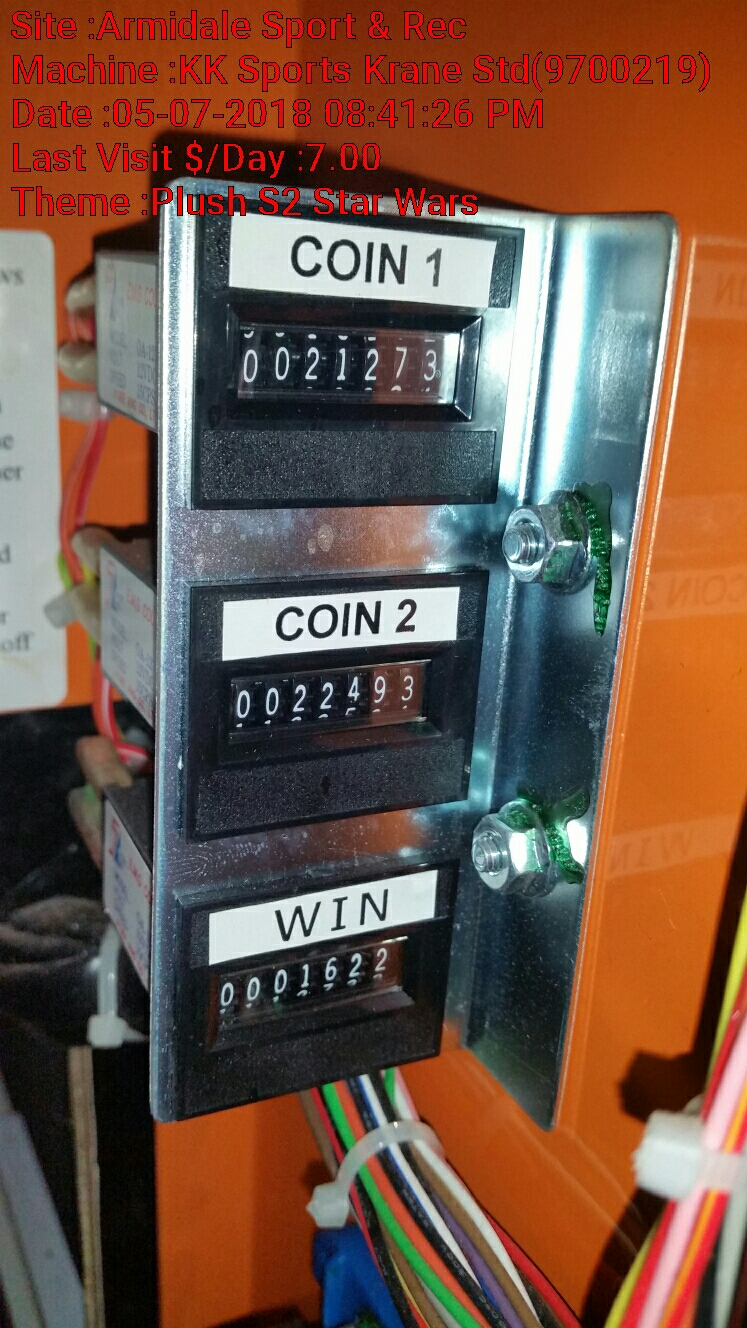 Site :Armidale Sport & Rec
Machine :KK Sports Krane Std(9700219)
Date :05-07-2018 08:41:26 PM
Last Visit $/Day :7.00
Theme :Plush S2 Star Wars
COIN 1
0021273
COIN 2
0022493
WIN
0001622
off